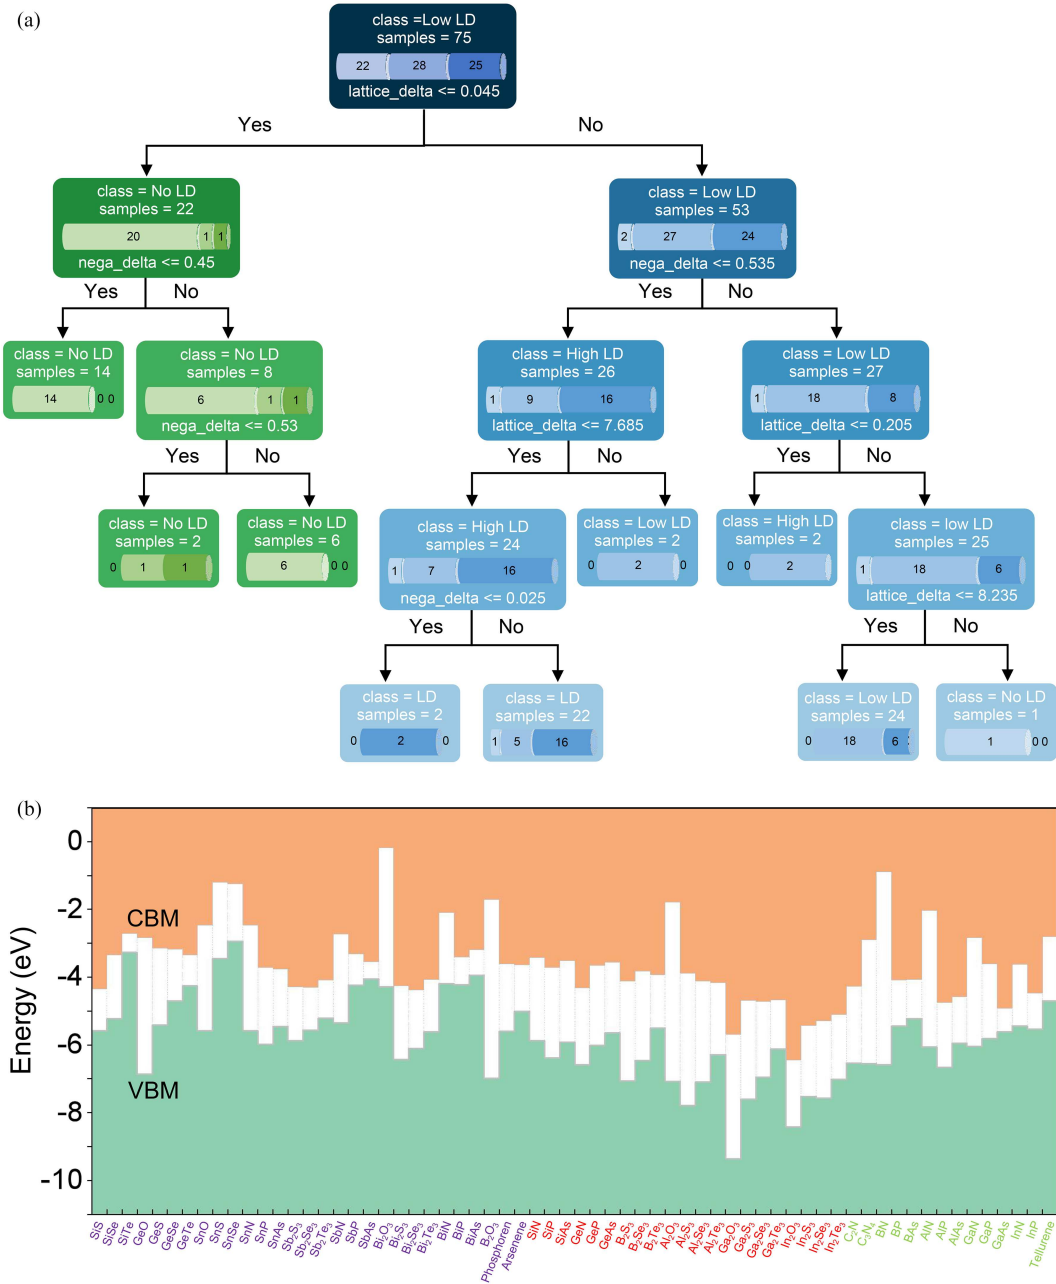 (a)
class =Low LD
samples = 75
22 28 25
lattice_delta <= 0.045
Yes No
class = No LD
samples = 22
20 1 1
nega_delta <= 0.45
class = Low LD
samples = 53
2 27 24
nega_delta <= 0.535
Yes No
Yes No
class = No LD
samples = 14
14 0 0
class = No LD
samples = 8
6 1 1
nega_delta <= 0.53
class = High LD
samples = 26
1 9 16
lattice_delta <= 7.685
class = Low LD
samples = 27
1 18 8
nega_delta <= 0.205
Yes No
Yes No
Yes No
class = No LD
samples = 2
0 1 1
class = No LD
samples = 6
6 0 0
class = High LD
samples = 24
1 7 16
nega_delta <= 0.025
class = Low LD
samples = 2
0 2 0
class = High LD
samples = 2
0 0 2
class = low LD
samples = 25
1 18 6
lattice_delta <= 8.235
Yes No
Yes No
class = LD
samples = 2
0 2 0
class = LD
samples = 22
1 5 16
class = Low LD
samples = 24
0 18 6
class = No LD
samples = 1
1 0 0
(b)
Energy (eV)
0
-2
-4
-6
-8
-10
CBM
VBM
SiS
SiSe
SiTe
GeO
GeS
GeSe
GeTe
SnO
SnS
SnSe
SnN
SnP
SnAs
Sb₂S₃
Sb₂Se₃
Sb₂Te₃
SbN
SbP
SbAs
Bi₂O₃
Bi₂S₃
Bi₂Se₃
Bi₂Te₃
BiN
BiP
BiAs
B₂O₃
Phosphoren
Arsenene
SiN
SiP
SiAs
GeN
GeP
GeAs
B₂S₃
B₂Se₃
B₂Te₃
Al₂O₃
Al₂S₃
Al₂Se₃
Al₂Te₃
Ga₂O₃
Ga₂S₃
Ga₂Se₃
Ga₂Te₃
In₂O₃
In₂S₃
In₂Se₃
In₂Te₃
C₂N
C₃N₄
BN
BP
BAs
AlN
AlP
AlAs
GaN
GaP
GaAs
InN
InP
Tellurene